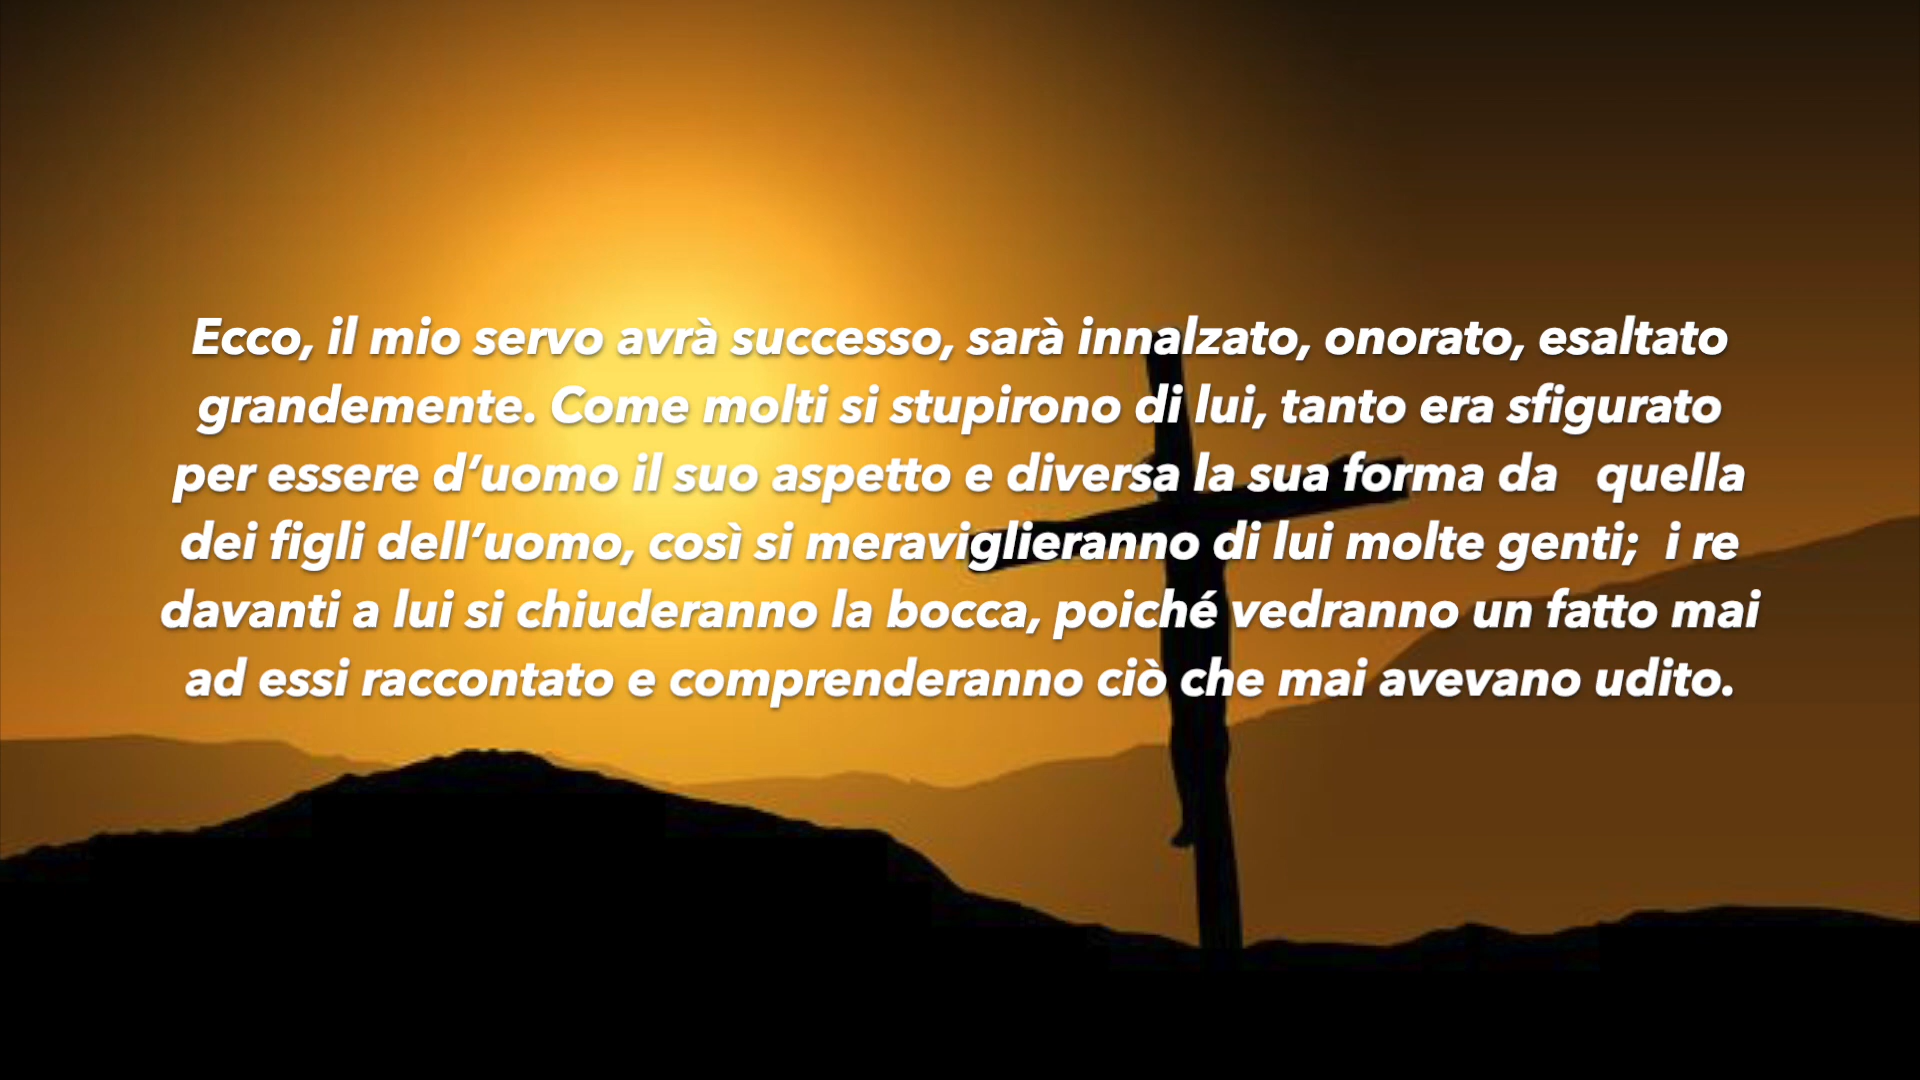 Ecco, il mio servo avrà successo, sarà innalzato, onorato, esaltato
grandemente. Come molti si stupirono di lui, tanto era sfigurato
per essere d’uomo il suo aspetto e diversa la sua forma da   quella
dei figli dell’uomo, così si meraviglieranno di lui molte genti;  i re
davanti a lui si chiuderanno la bocca, poiché vedranno un fatto mai
ad essi raccontato e comprenderanno ciò che mai avevano udito.